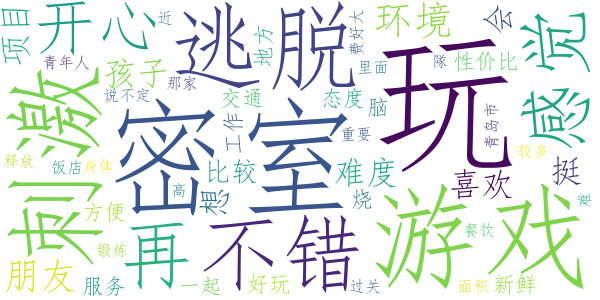 项目
开心
逃脱
近
地方
费好大
环境
会
感觉
青年人
孩子
那家
里面
隊
性价比
青岛市
刺激
说不定
交通
态度
脑
玩
密室
工作
重要
释放
饭店
身体
高
比较
想
难度
烧
喜欢
挺
较多
难
方便
锻炼
再
不错
游戏
餐饮
朋友
服务
一起
好玩
过关
面积
新鲜